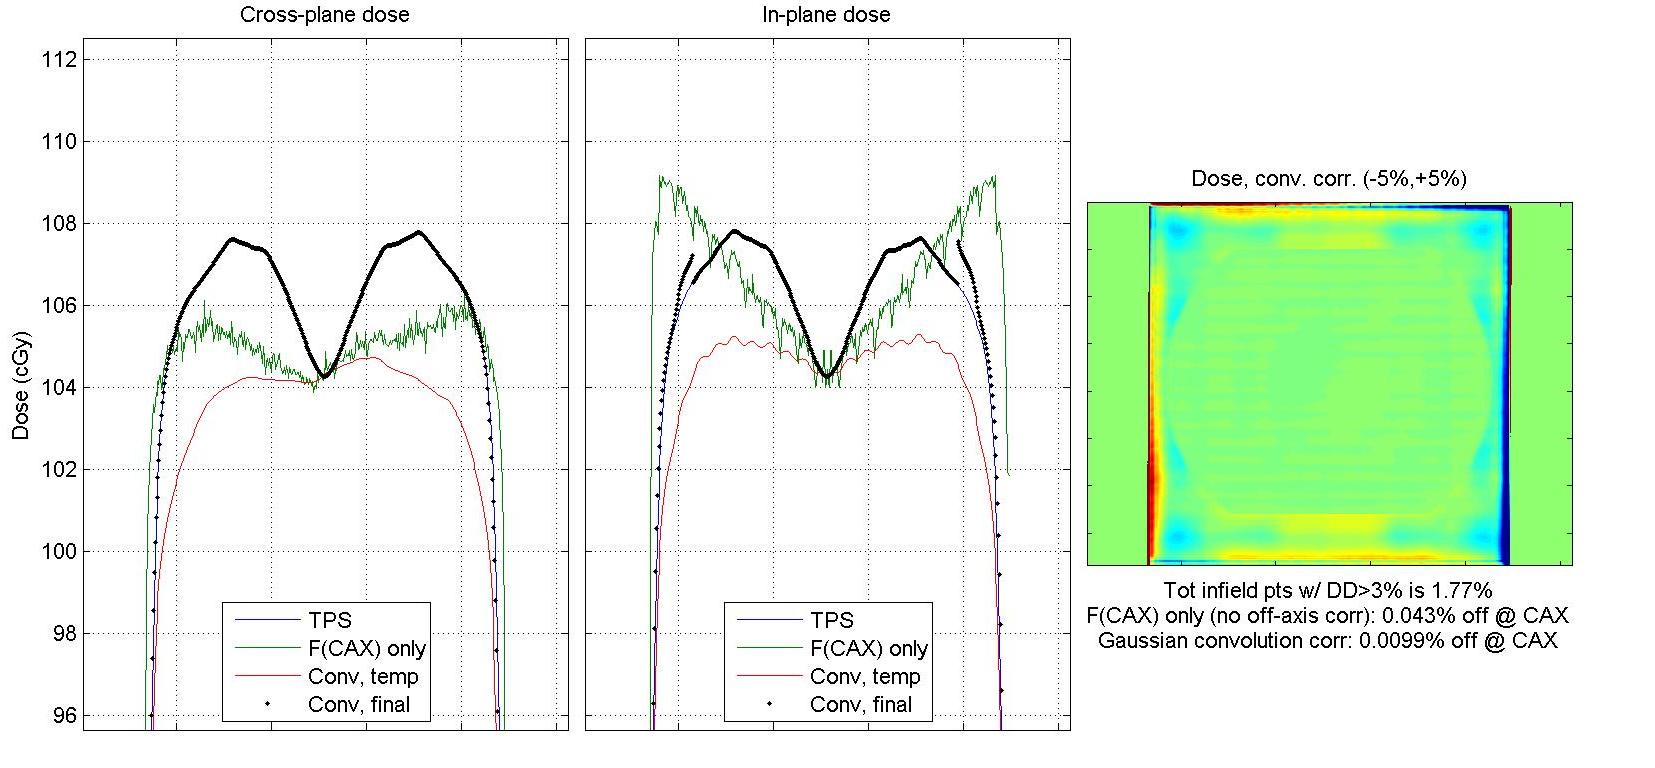 Cross-plane dose
In-plane dose
Dose (cGy)
112
110
108
106
104
102
100
98
96
TPS
F(CAX) only
Conv, temp
Conv, final
TPS
F(CAX) only
Conv, temp
Conv, final
Dose, conv. corr. (-5%,+5%)
Tot infield pts w/ DD>3% is 1.77%
F(CAX) only (no off-axis corr): 0.043% off @ CAX
Gaussian convolution corr: 0.0099% off @ CAX